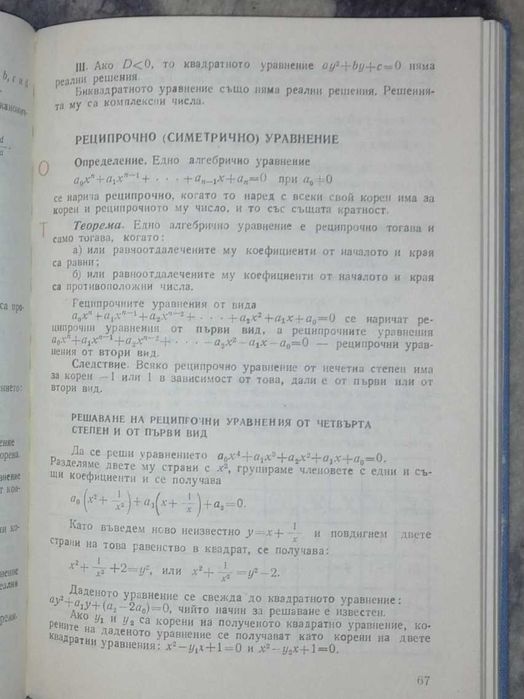 III. Ако D<0, то квадратното уравнение ay²+by+c=0 няма
реални решения.
Биквадратното уравнение също няма реални решения. Решения-
та му са комплексни числа.
РЕЦИПРОЧНО (СИМЕТРИЧНО) УРАВНЕНИЕ
Определение. Едно алгебрично уравнение
a₀xⁿ+a₁xⁿ⁻¹+ . . . +aₙ₋₁x+aₙ=0 при a₀≠0
се нарича реципрочно, когато то наред с всеки свой корен има за
корен и реципрочното му число, и то със същата кратност.
Теорема. Едно алгебрично уравнение е реципрочно тогава и
само тогава, когато:
а) или равноотдалечените му коефициенти от началото и края
са равни;
б) или равноотдалечените му коефициенти от началото и края
са противоположни числа.
Реципрочните уравнения от вида
a₀xⁿ+a₁xⁿ⁻¹+a₂xⁿ⁻²+ . . . +a₂x²+a₁x+a₀=0 се наричат ре-
ципрочни уравнения от първи вид, а реципрочните уравнения
a₀xⁿ+a₁xⁿ⁻¹+a₂xⁿ⁻²+ . . . -a₂x²-a₁x-a₀=0 — реципрочни урав-
нения от втори вид.
Следствие. Всяко реципрочно уравнение от нечетна степен има
за корен —1 или 1 в зависимост от това, дали е от първи или от
втори вид.
РЕШАВАНЕ НА РЕЦИПРОЧНИ УРАВНЕНИЯ ОТ ЧЕТВЪРТА
СТЕПЕН И ОТ ПЪРВИ ВИД
Да се реши уравнението a₀x⁴+a₁x³+a₂x²+a₁x+a₀=0.
Разделяме двете му страни с x², групираме членовете с едни и съ-
щи коефициенти и се получава
a₀(x²+1/x²)+a₁(x+1/x)+a₂=0.
Като въведем ново неизвестно y=x+1/x и повдигнем двете
страни на това равенство в квадрат, се получава:
x²+1/x²+2=y², или x²+1/x²=y²-2.
Даденото уравнение се свежда до квадратното уравнение:
ay²+a₁y+(a₂-2a₀)=0, чийто начин за решаване е известен.
Ако y₁ и y₂ са корени на полученото квадратно уравнение, ко-
рените на даденото уравнение се получават като корени на двете
квадратни уравнения: x²-y₁x+1=0 и x²-y₂x+1=0.
67